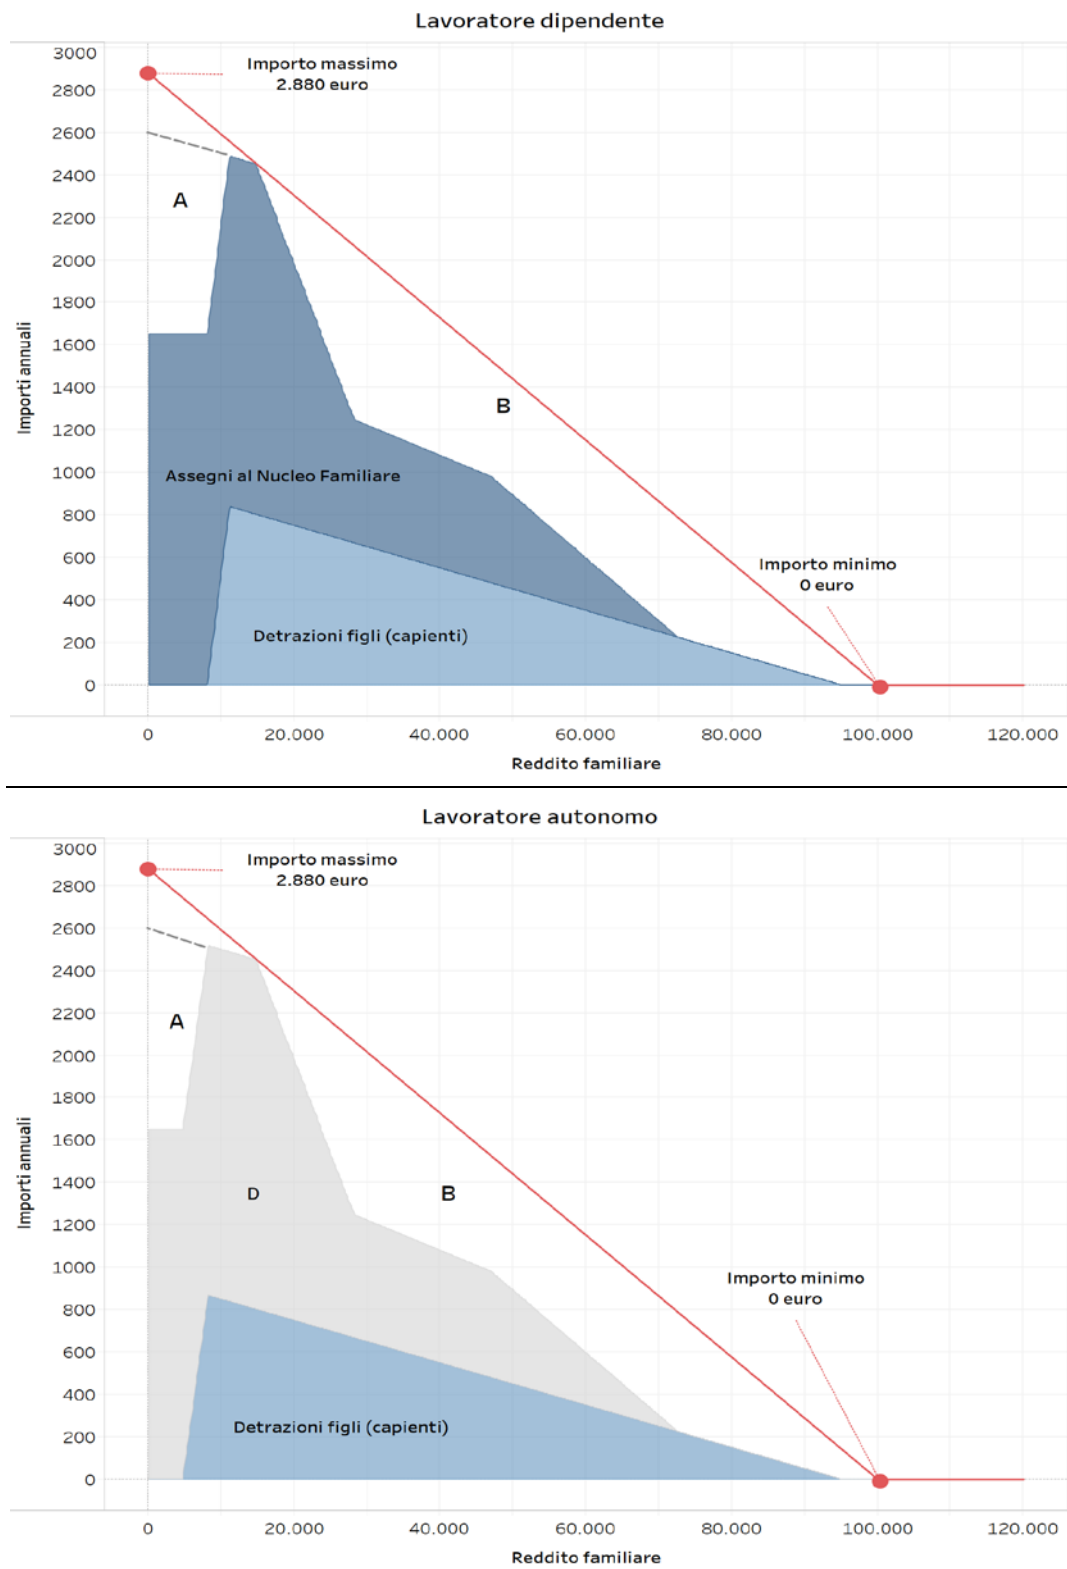 Lavoratore dipendente
3000
2800
2600
2400
2200
2000
1800
1600
1400
1200
1000
800
600
400
200
0
Importi annuali
Importo massimo
2.880 euro
A
B
Assegni al Nucleo Familiare
Importo minimo
0 euro
Detrazioni figli (capienti)
0
20.000
40.000
60.000
80.000
100.000
120.000
Reddito familiare
Lavoratore autonomo
3000
2800
2600
2400
2200
2000
1800
1600
1400
1200
1000
800
600
400
200
0
Importi annuali
Importo massimo
2.880 euro
A
D
B
Importo minimo
0 euro
Detrazioni figli (capienti)
0
20.000
40.000
60.000
80.000
100.000
120.000
Reddito familiare